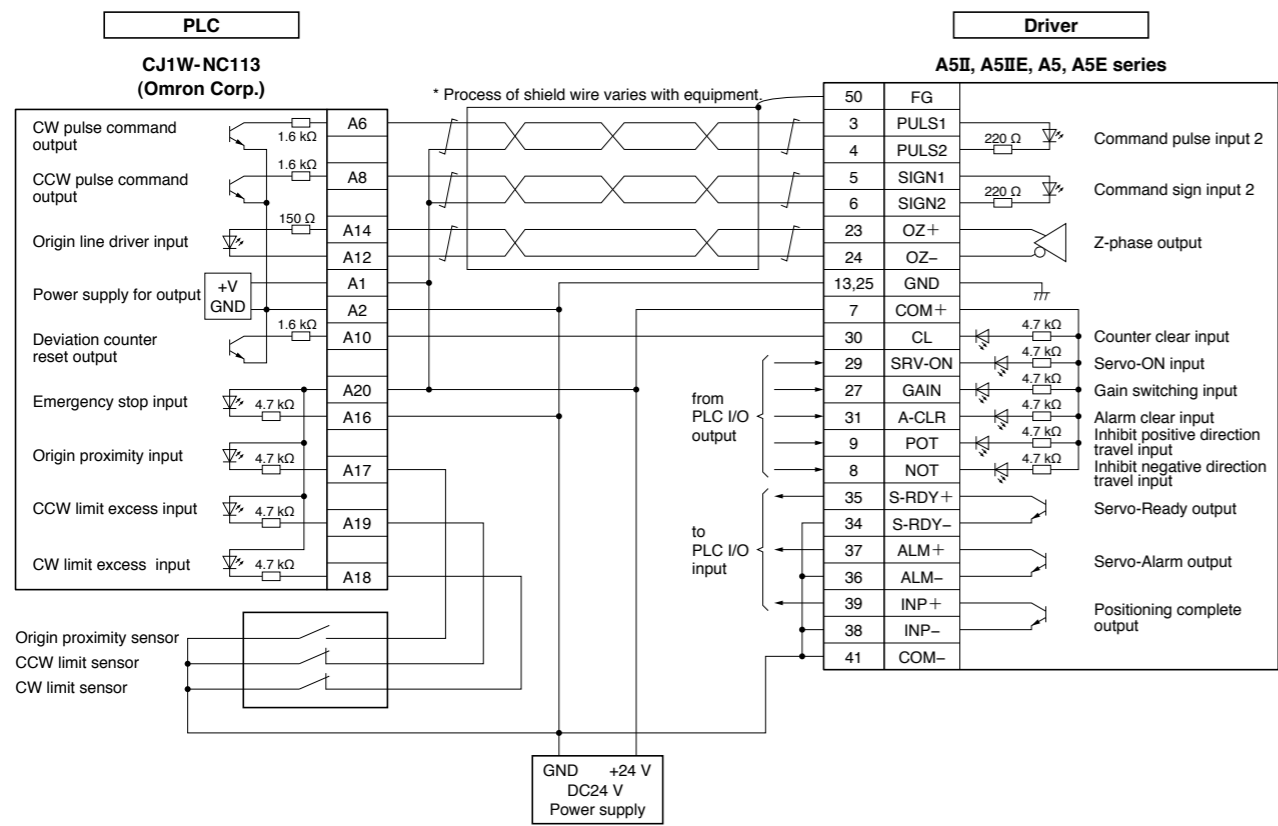 PLC
Driver
CJ1W-NC113
(Omron Corp.)
A5II, A5IIE, A5, A5E series
* Process of shield wire varies with equipment.
CW pulse command
output
1.6 kΩ
A6
CCW pulse command
output
1.6 kΩ
A8
Origin line driver input
150 Ω
A14
A12
Power supply for output
+V
GND
A1
A2
Deviation counter
reset output
1.6 kΩ
A10
A20
Emergency stop input
4.7 kΩ
A16
Origin proximity input
4.7 kΩ
A17
CCW limit excess input
4.7 kΩ
A19
CW limit excess input
4.7 kΩ
A18
Origin proximity sensor
CCW limit sensor
CW limit sensor
GND +24 V
DC24 V
Power supply
from
PLC I/O
output
to
PLC I/O
input
50 FG
3 PULS1
4 PULS2
220 Ω
Command pulse input 2
5 SIGN1
6 SIGN2
220 Ω
Command sign input 2
23 OZ+
24 OZ−
Z-phase output
13,25 GND
7 COM+
30 CL
4.7 kΩ
Counter clear input
29 SRV-ON
4.7 kΩ
Servo-ON input
27 GAIN
4.7 kΩ
Gain switching input
31 A-CLR
4.7 kΩ
Alarm clear input
9 POT
4.7 kΩ
Inhibit positive direction
travel input
8 NOT
4.7 kΩ
Inhibit negative direction
travel input
35 S-RDY+
34 S-RDY−
Servo-Ready output
37 ALM+
36 ALM−
Servo-Alarm output
39 INP+
38 INP−
Positioning complete
output
41 COM−